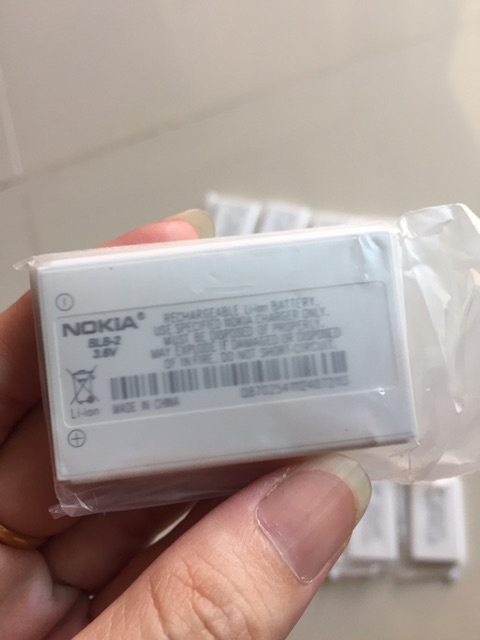 NOKIA®
BLB-2
3.6V
RECHARGEABLE Li-ion BATTERY.
USE SPECIFIED NOKIA CHARGER ONLY.
MUST BE DISPOSED OF PROPERLY.
MAY EXPLODE IF DAMAGED OR DISPOSED
OF IN FIRE. DO NOT SHORT-CIRCUIT.
Li-ion
MADE IN CHINA